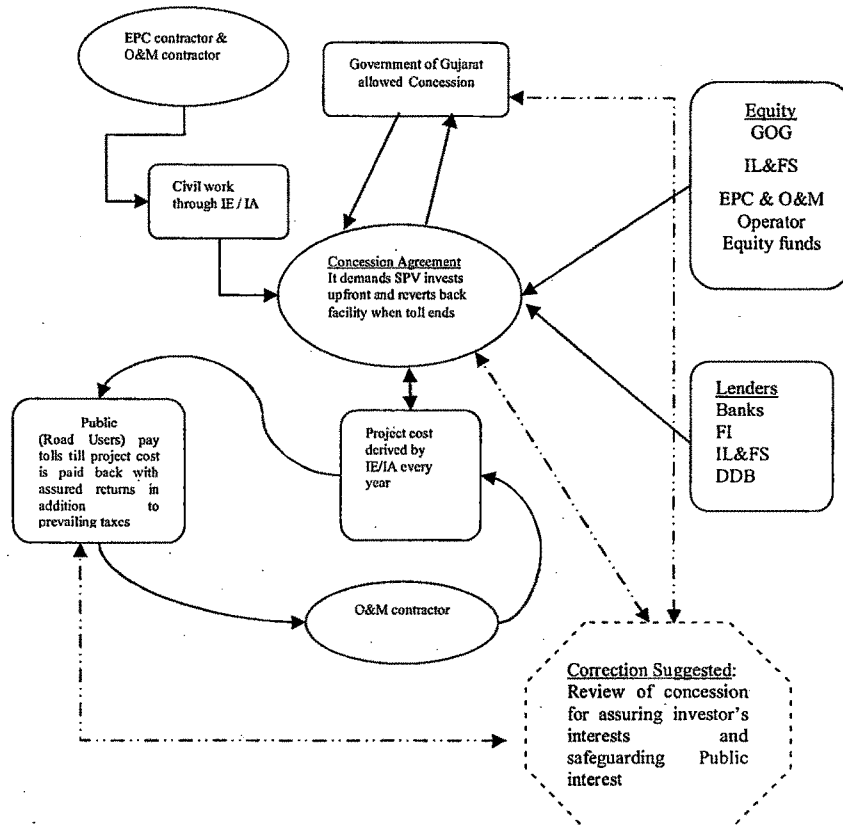 EPC contractor &
O&M contractor
Government of Gujarat
allowed Concession
Equity
GOG
IL&FS
EPC & O&M
Operator
Equity funds
Civil work
through IE / IA
Concession Agreement
It demands SPV invests
upfront and reverts back
facility when toll ends
Lenders
Banks
FI
IL&FS
DDB
Public
(Road Users) pay
tolls till project cost
is paid back with
assured returns in
addition to
prevailing taxes
Project cost
derived by
IE/IA every
year
O&M contractor
Correction Suggested:
Review of concession
for assuring investor's
interests and
safeguarding Public
interest